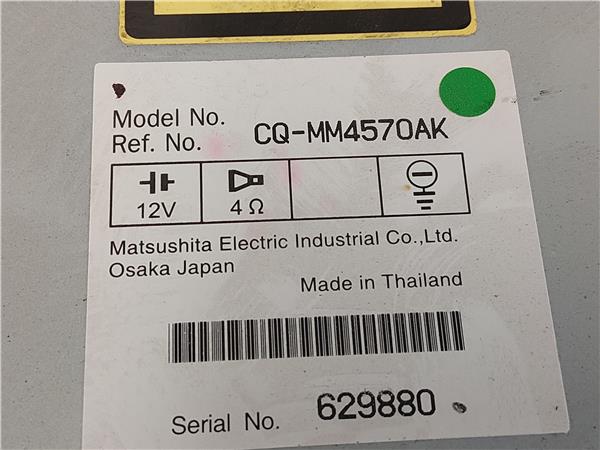 Model No.
Ref. No. CQ-MM4570AK
12V 4 Ω
Matsushita Electric Industrial Co.,Ltd.
Osaka Japan
Made in Thailand
Serial No. 629880